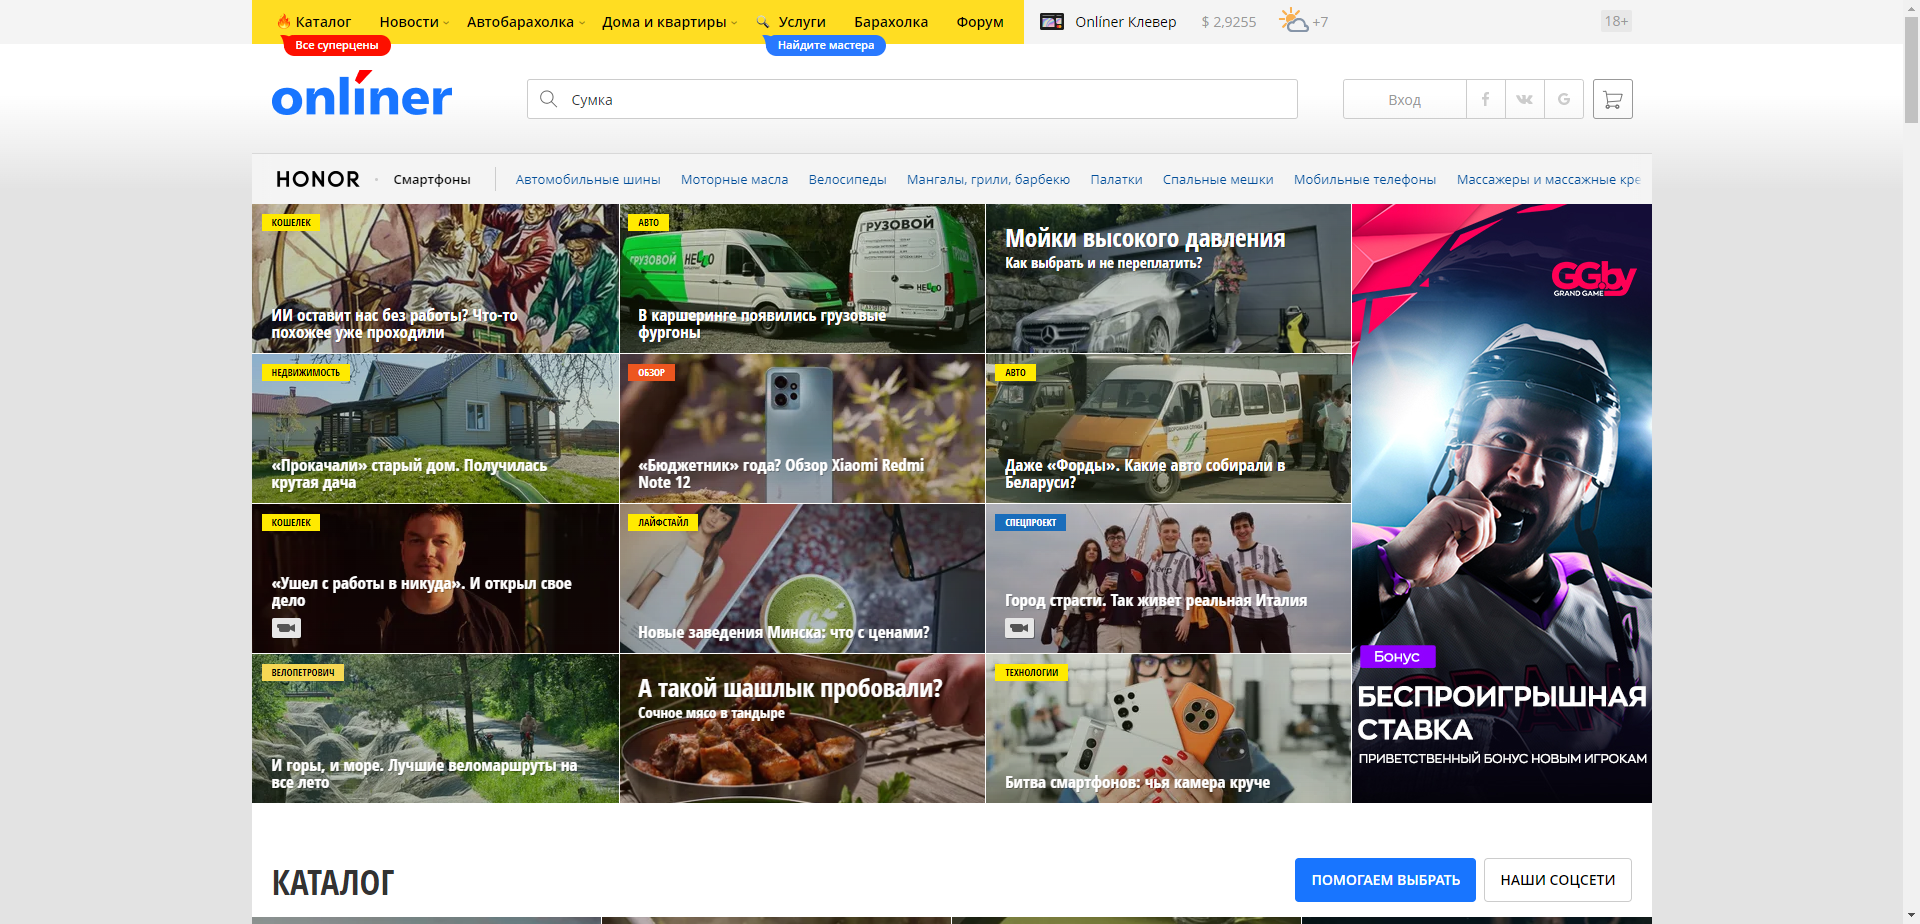 Каталог
Новости
Автобарахолка
Дома и квартиры
Услуги
Барахолка
Форум
Onlíner Клевер
$ 2,9255
+7
18+
Все суперцены
Найдите мастера
onlíner
Сумка
Вход
HONOR
Смартфоны
Автомобильные шины
Моторные масла
Велосипеды
Мангалы, грили, барбекю
Палатки
Спальные мешки
Мобильные телефоны
Массажеры и массажные кре
КОШЕЛЕК
ИИ оставит нас без работы? Что-то
похожее уже проходили
АВТО
ГРУЗОВОЙ
ГРУЗОВОЙ
В каршеринге появились грузовые
фургоны
Мойки высокого давления
Как выбрать и не переплатить?
GG.by
GRAND GAME
НЕДВИЖИМОСТЬ
«Прокачали» старый дом. Получилась
крутая дача
ОБЗОР
«Бюджетник» года? Обзор Xiaomi Redmi
Note 12
АВТО
Даже «Форды». Какие авто собирали в
Беларуси?
КОШЕЛЕК
«Ушел с работы в никуда». И открыл свое
дело
ЛАЙФСТАЙЛ
Новые заведения Минска: что с ценами?
СПЕЦПРОЕКТ
Город страсти. Так живет реальная Италия
ВЕЛОПЕТРОВИЧ
И горы, и море. Лучшие веломаршруты на
все лето
А такой шашлык пробовали?
Сочное мясо в тандыре
ТЕХНОЛОГИИ
Битва смартфонов: чья камера круче
Бонус
БЕСПРОИГРЫШНАЯ
СТАВКА
ПРИВЕТСТВЕННЫЙ БОНУС НОВЫМ ИГРОКАМ
КАТАЛОГ
ПОМОГАЕМ ВЫБРАТЬ
НАШИ СОЦСЕТИ